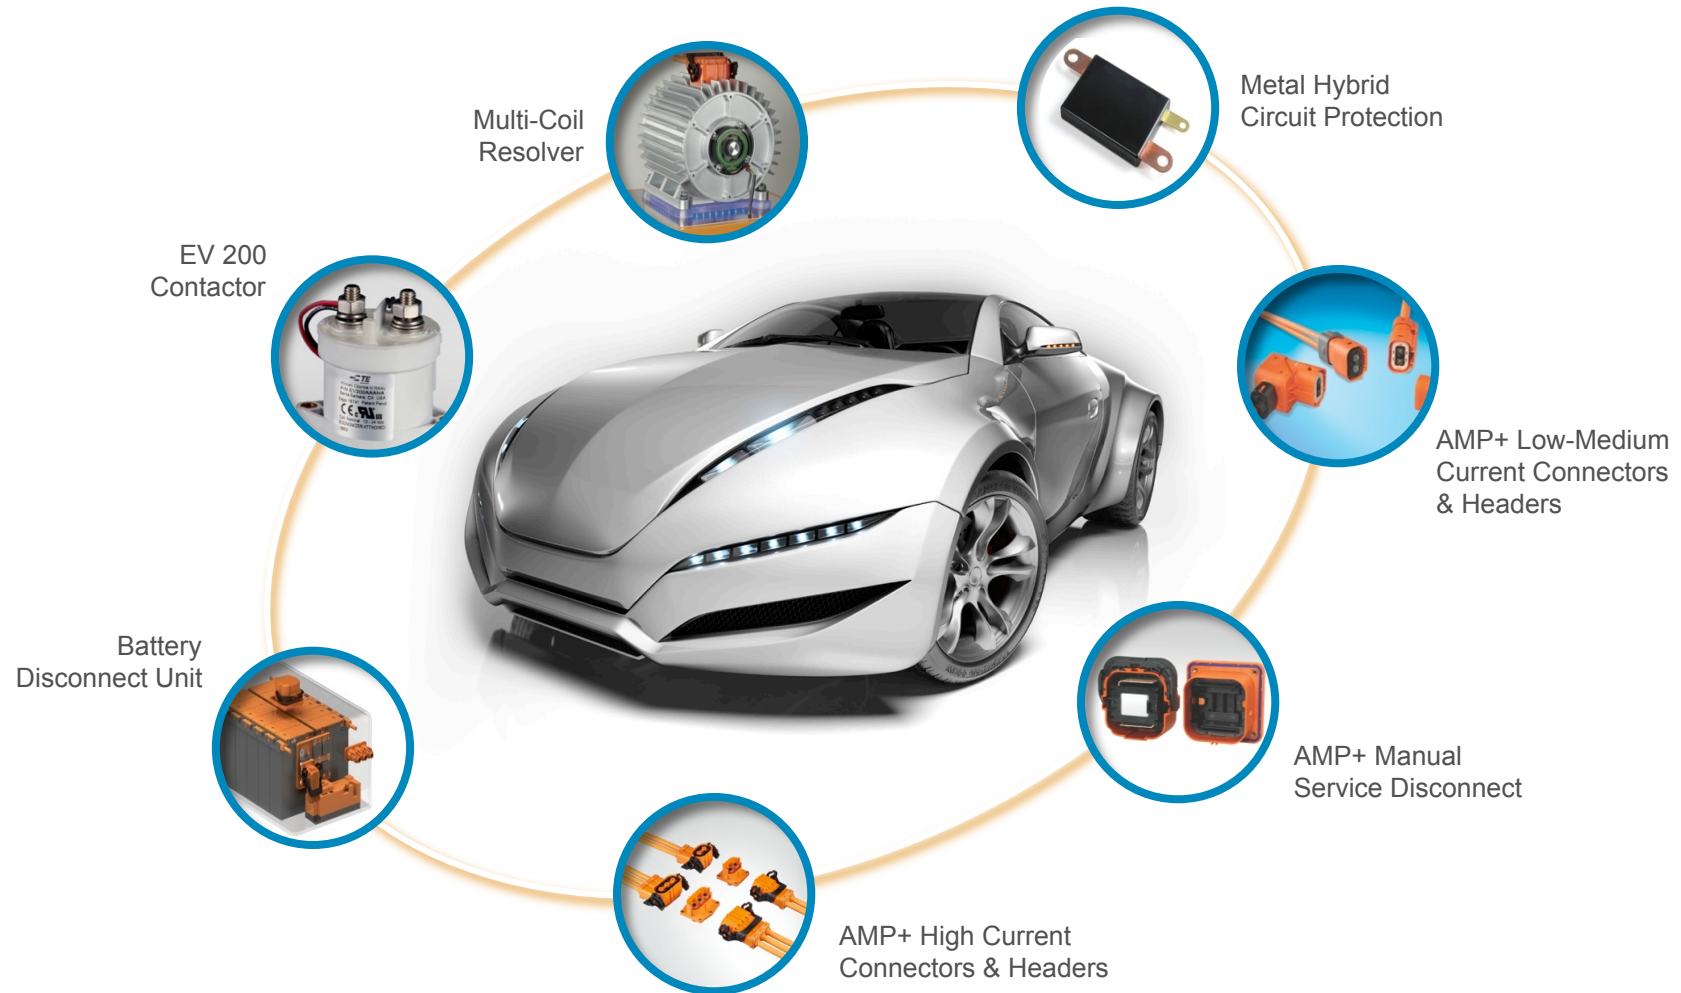 Multi-Coil
Resolver
Metal Hybrid
Circuit Protection
EV 200
Contactor
TE
AMP+ Low-Medium
Current Connectors
& Headers
Battery
Disconnect Unit
AMP+ Manual
Service Disconnect
AMP+ High Current
Connectors & Headers